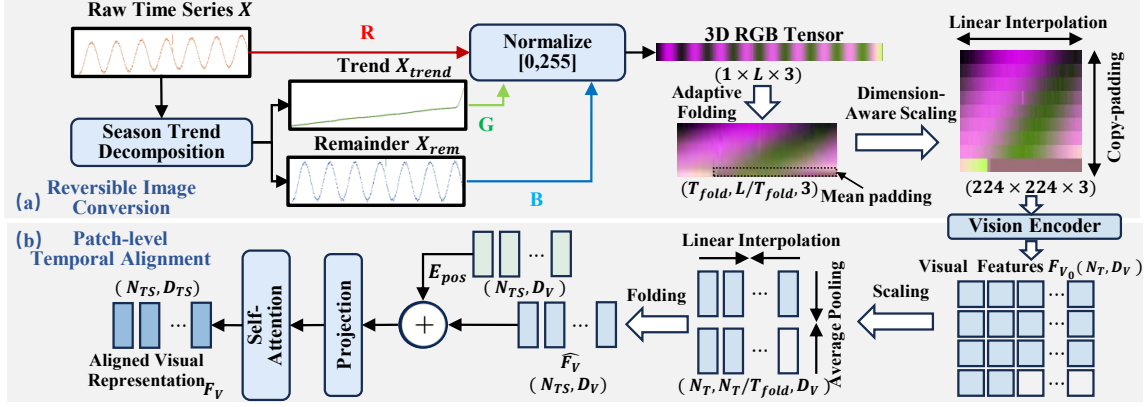 Raw Time Series X
R
Normalize
[0,255]
3D RGB Tensor
(1 × L × 3)
Linear Interpolation
Copy-padding
Trend X_trend
G
Season Trend
Decomposition
Remainder X_rem
B
Adaptive
Folding
Dimension-
Aware Scaling
(T_fold, L/T_fold, 3)
Mean padding
(224 × 224 × 3)
(a) Reversible Image
Conversion
(b) Patch-level
Temporal Alignment
Vision Encoder
Visual Features F_V₀ (N_T, D_V)
Scaling
Linear Interpolation
Average Pooling
(N_T, N_T/T_fold, D_V)
Folding
E_pos
(N_TS, D_V)
+
\widehat{F_V}
(N_TS, D_V)
Projection
Self-
Attention
(N_TS, D_TS)
Aligned Visual
Representation F_V